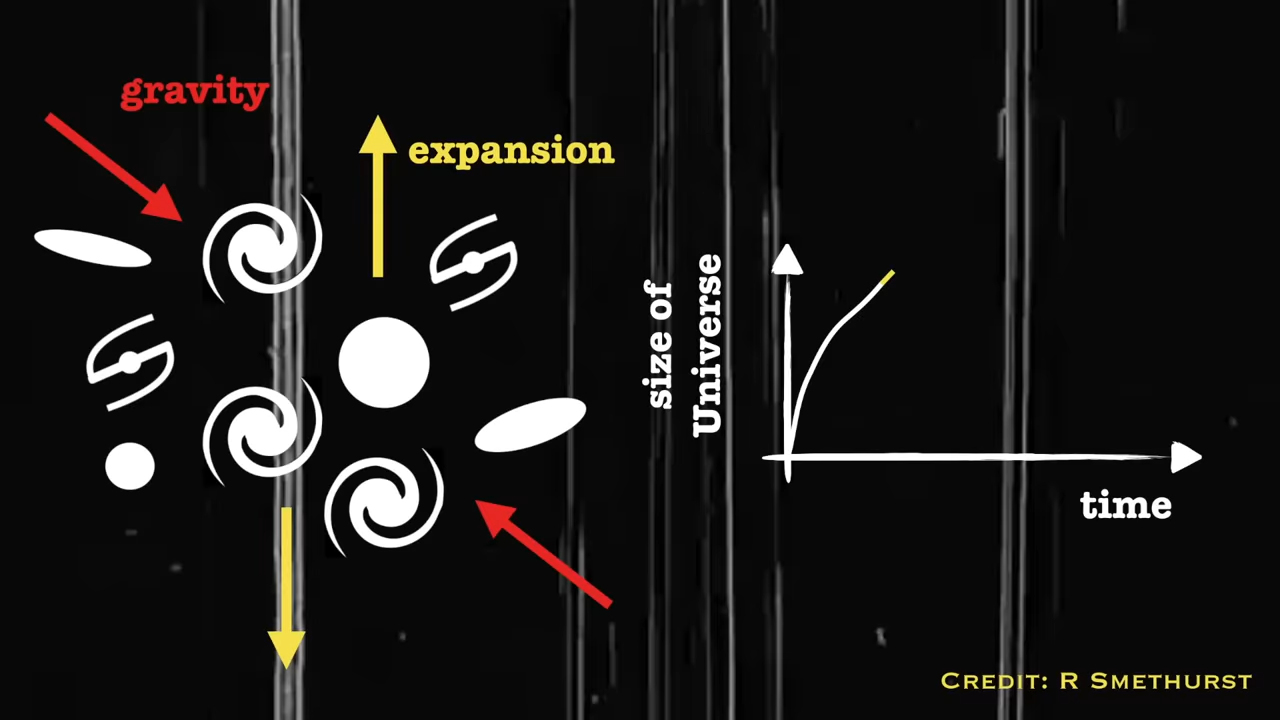 gravity
expansion
size of
Universe
time
Credit: R Smethurst